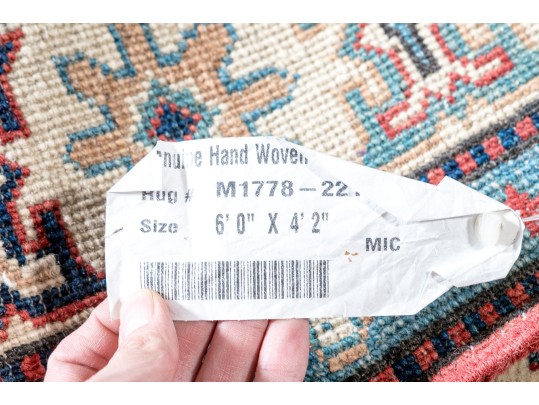 Hand Woven
Rug # M1778-22
Size 6' 0" X 4' 2"
MIC